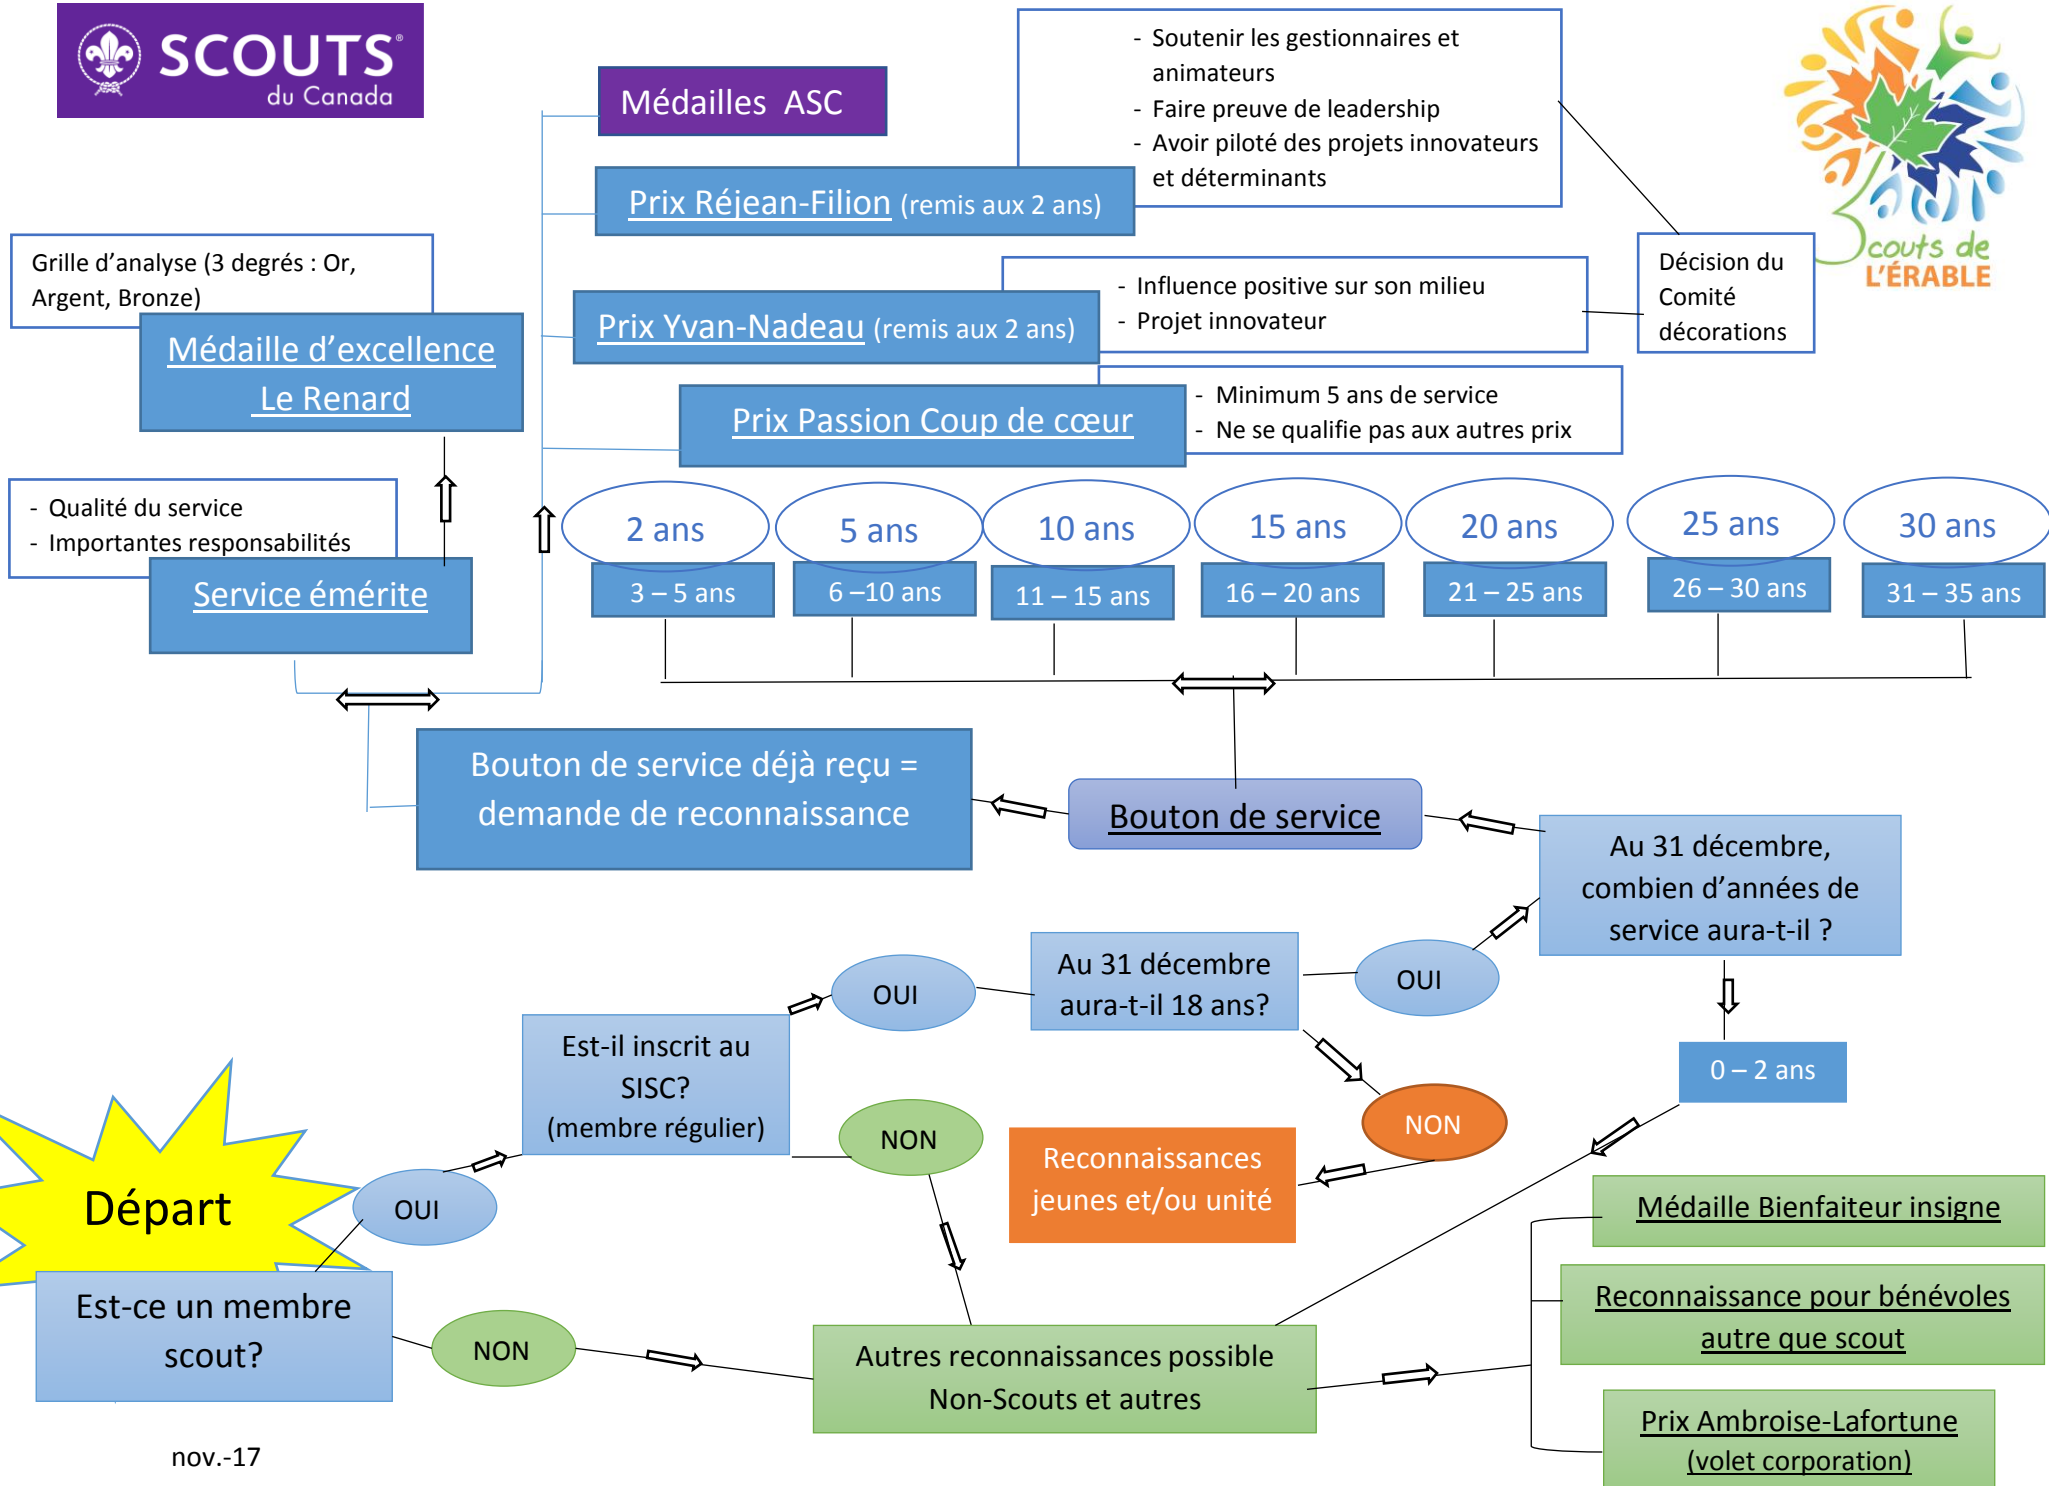 SCOUTS
du Canada
Médailles ASC
- Soutenir les gestionnaires et
animateurs
- Faire preuve de leadership
- Avoir piloté des projets innovateurs
et déterminants
Prix Réjean-Filion (remis aux 2 ans)
Scouts de
L'ÉRABLE
Grille d'analyse (3 degrés : Or,
Argent, Bronze)
Médaille d'excellence
Le Renard
Prix Yvan-Nadeau (remis aux 2 ans)
- Influence positive sur son milieu
- Projet innovateur
Décision du
Comité
décorations
Prix Passion Coup de cœur
- Minimum 5 ans de service
- Ne se qualifie pas aux autres prix
- Qualité du service
- Importantes responsabilités
Service émérite
2 ans
5 ans
10 ans
15 ans
20 ans
25 ans
30 ans
3 – 5 ans
6 –10 ans
11 – 15 ans
16 – 20 ans
21 – 25 ans
26 – 30 ans
31 – 35 ans
Bouton de service déjà reçu =
demande de reconnaissance
Bouton de service
Au 31 décembre,
combien d'années de
service aura-t-il ?
OUI
Au 31 décembre
aura-t-il 18 ans?
OUI
Est-il inscrit au
SISC?
(membre régulier)
NON
NON
0 – 2 ans
Reconnaissances
jeunes et/ou unité
Départ
OUI
Est-ce un membre
scout?
NON
Autres reconnaissances possible
Non-Scouts et autres
Médaille Bienfaiteur insigne
Reconnaissance pour bénévoles
autre que scout
Prix Ambroise-Lafortune
(volet corporation)
nov.-17